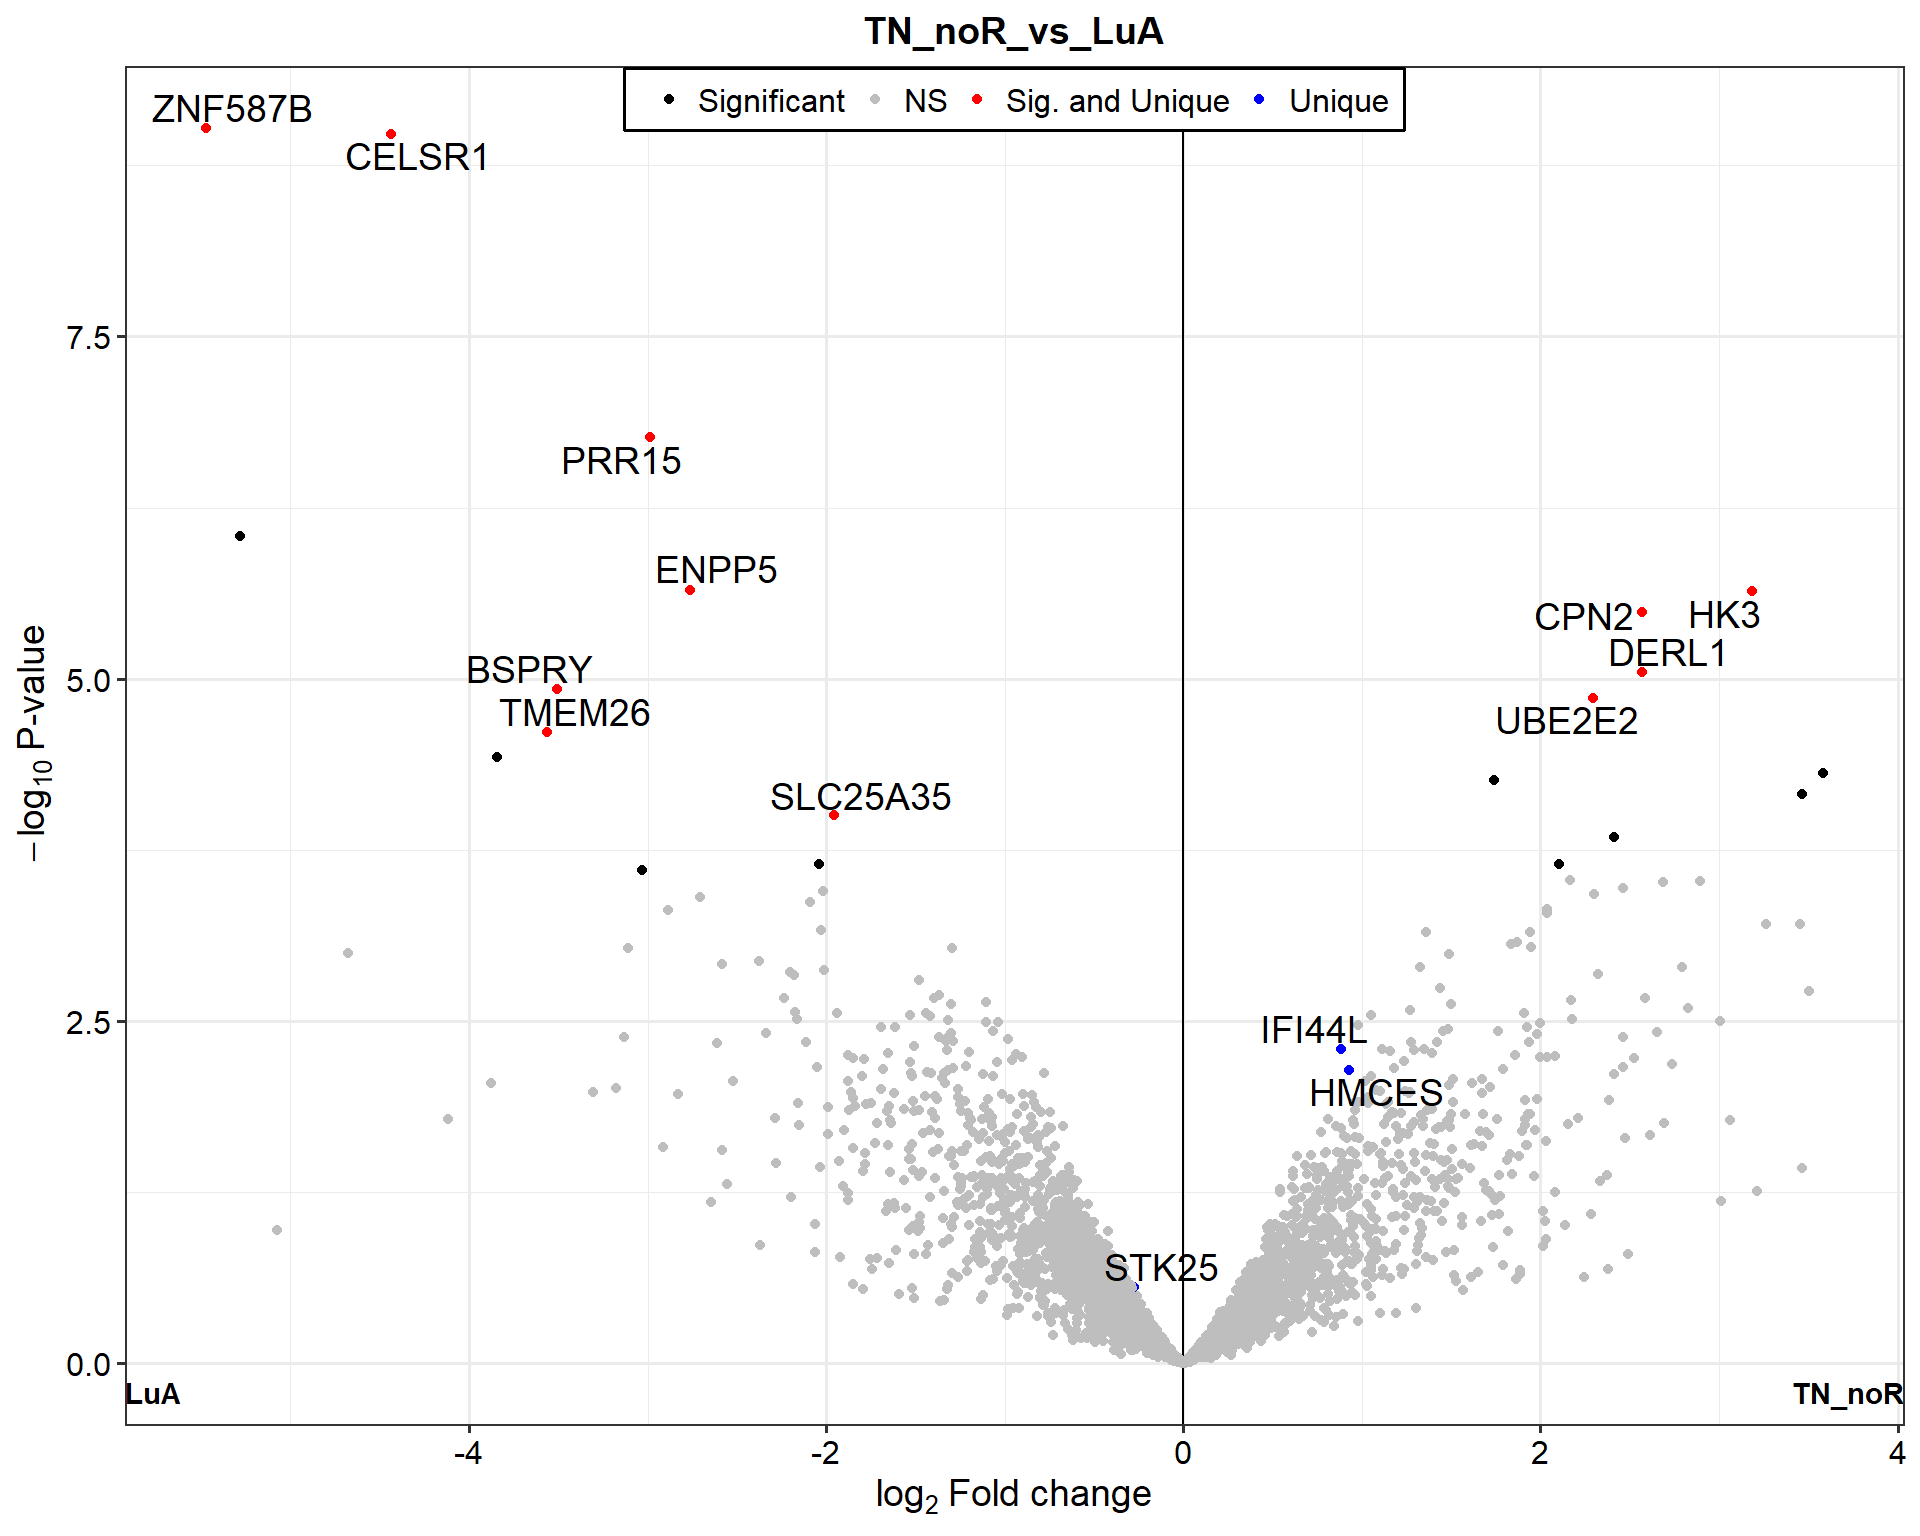 TN_noR_vs_LuA
Significant NS Sig. and Unique Unique
ZNF587B
CELSR1
7.5
PRR15
ENPP5
CPN2 HK3
DERL1
5.0
BSPRY
TMEM26
UBE2E2
SLC25A35
2.5
IFI44L
HMCES
STK25
0.0
LuA TN_noR
-4 -2 0 2 4
log2 Fold change
−log10 P-value